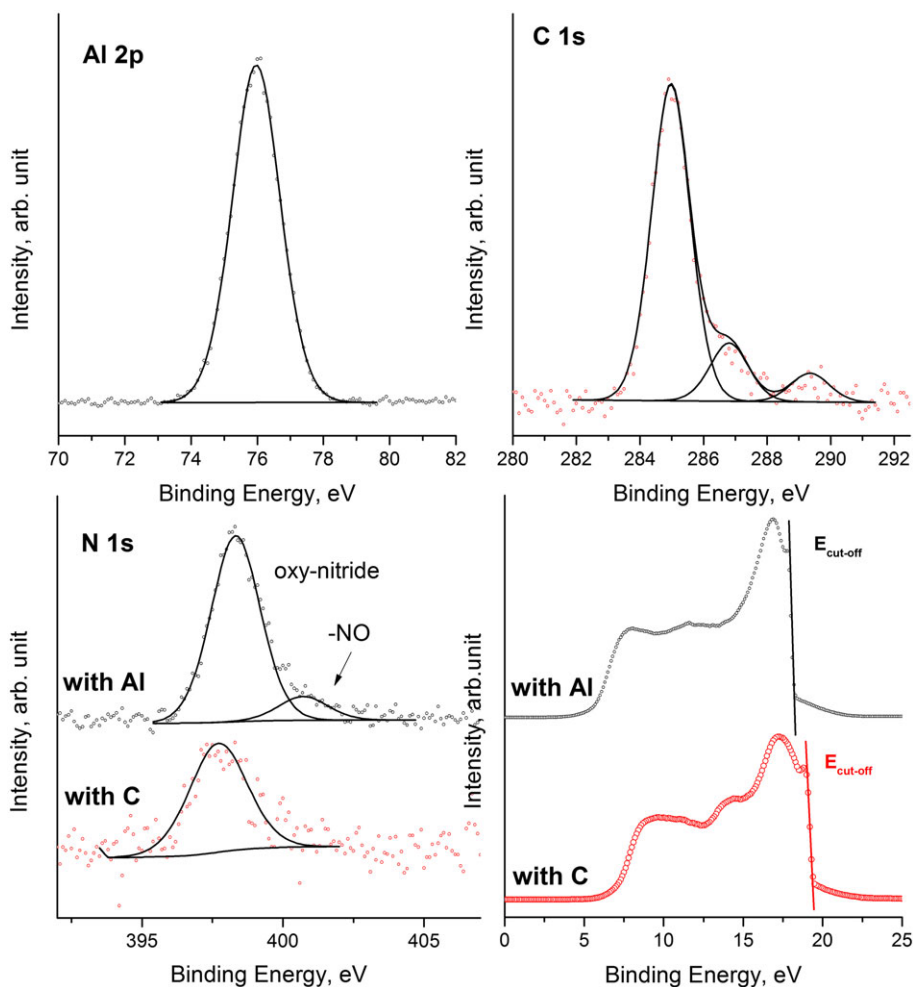 Al 2p
Intensity, arb. unit
70 72 74 76 78 80 82
Binding Energy, eV
C 1s
Intensity, arb. unit
280 282 284 286 288 290 292
Binding Energy, eV
N 1s
oxy-nitride
-NO
with Al
with C
Intensity, arb. unit
395 400 405
Binding Energy, eV
E cut-off
with Al
E cut-off
with C
Intensity, arb.unit
0 5 10 15 20 25
Binding Energy, eV